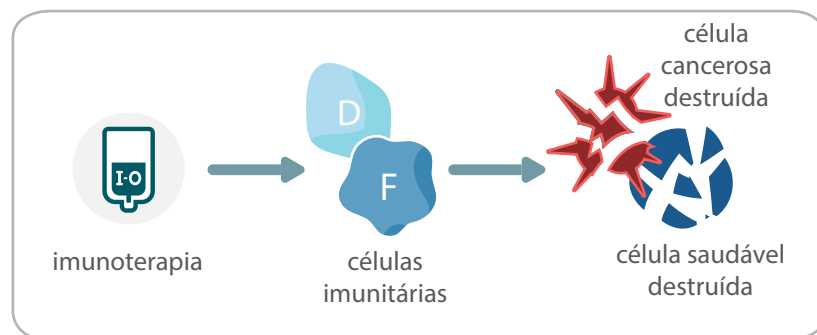 célula
cancerosa
destruída
D
I-O
F
imunoterapia
células
imunitárias
célula saudável
destruída